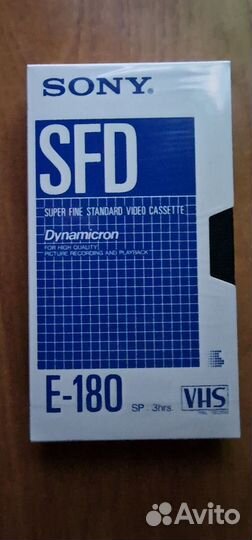 SONY®
SFD
SUPER FINE STANDARD VIDEO CASSETTE
Dynamicron
FOR HIGH QUALITY
PICTURE RECORDING AND PLAYBACK
E-180
SP : 3hrs.
VHS
Avito